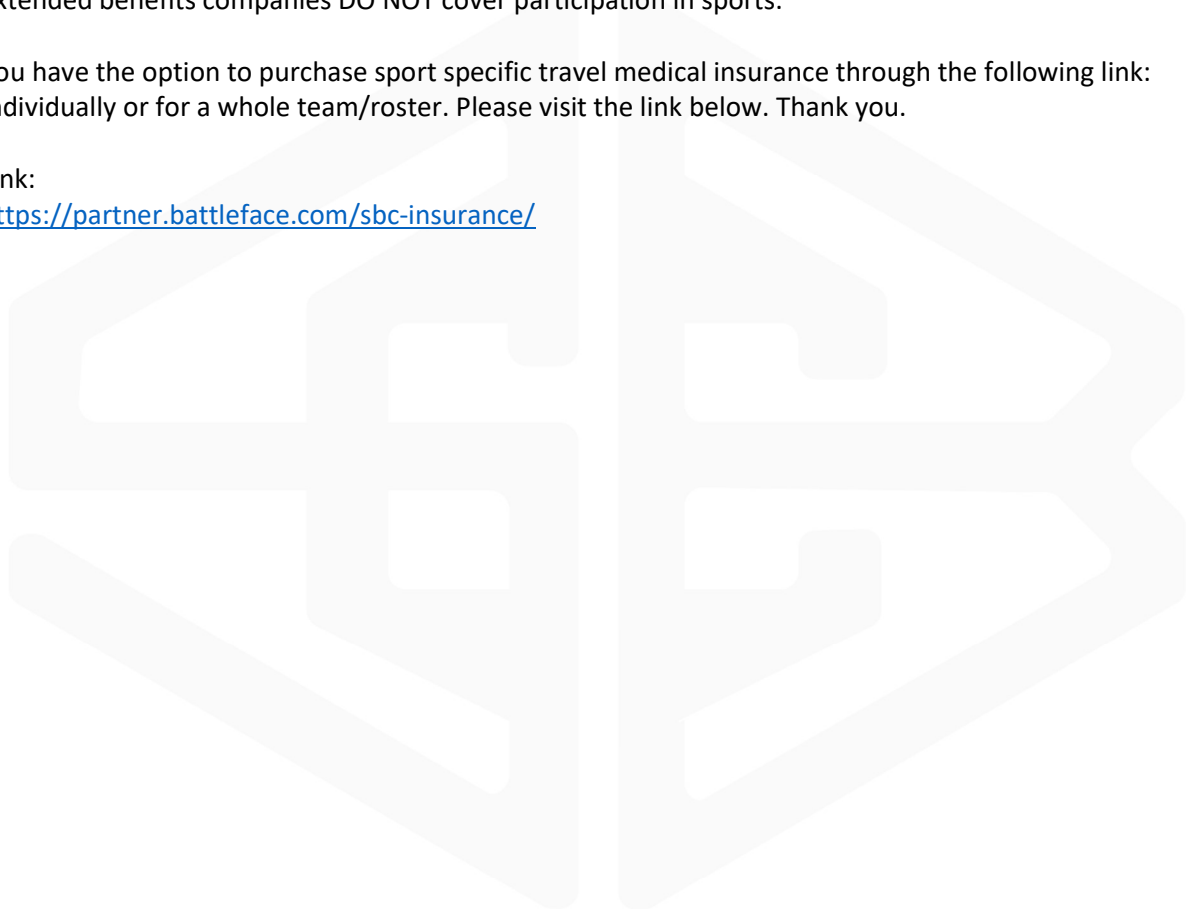 xtended benefits companies DO NOT cover participation in sports.
ou have the option to purchase sport specific travel medical insurance through the following link:
ndividually or for a whole team/roster. Please visit the link below. Thank you.
nk:
ttps://partner.battleface.com/sbc-insurance/